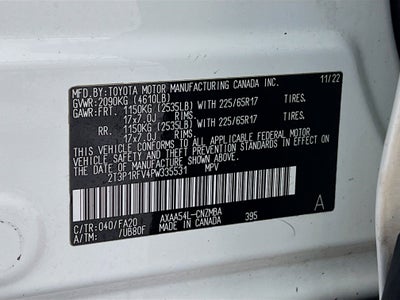 MFD.BY: TOYOTA MOTOR MANUFACTURING CANADA INC. 11/22
GVWR: 2090KG (4610LB)
GAWR: FRT. 1150KG (2535LB) WITH 225/65R17 TIRES.
17x7.0J RIMS.
RR. 1150KG (2535LB) WITH 225/65R17 TIRES.
17x7.0J RIMS.
THIS VEHICLE CONFORMS TO ALL APPLICABLE FEDERAL MOTOR
VEHICLE SAFETY STANDARDS IN EFFECT ON
THE DATE OF MANUFACTURE SHOWN ABOVE.
2T3P1RFV4PW335531 MPV
C/TR: 040/FA20 AXAA54L-CNZMBA
A/TM: /UB80F MADE IN CANADA 395 A